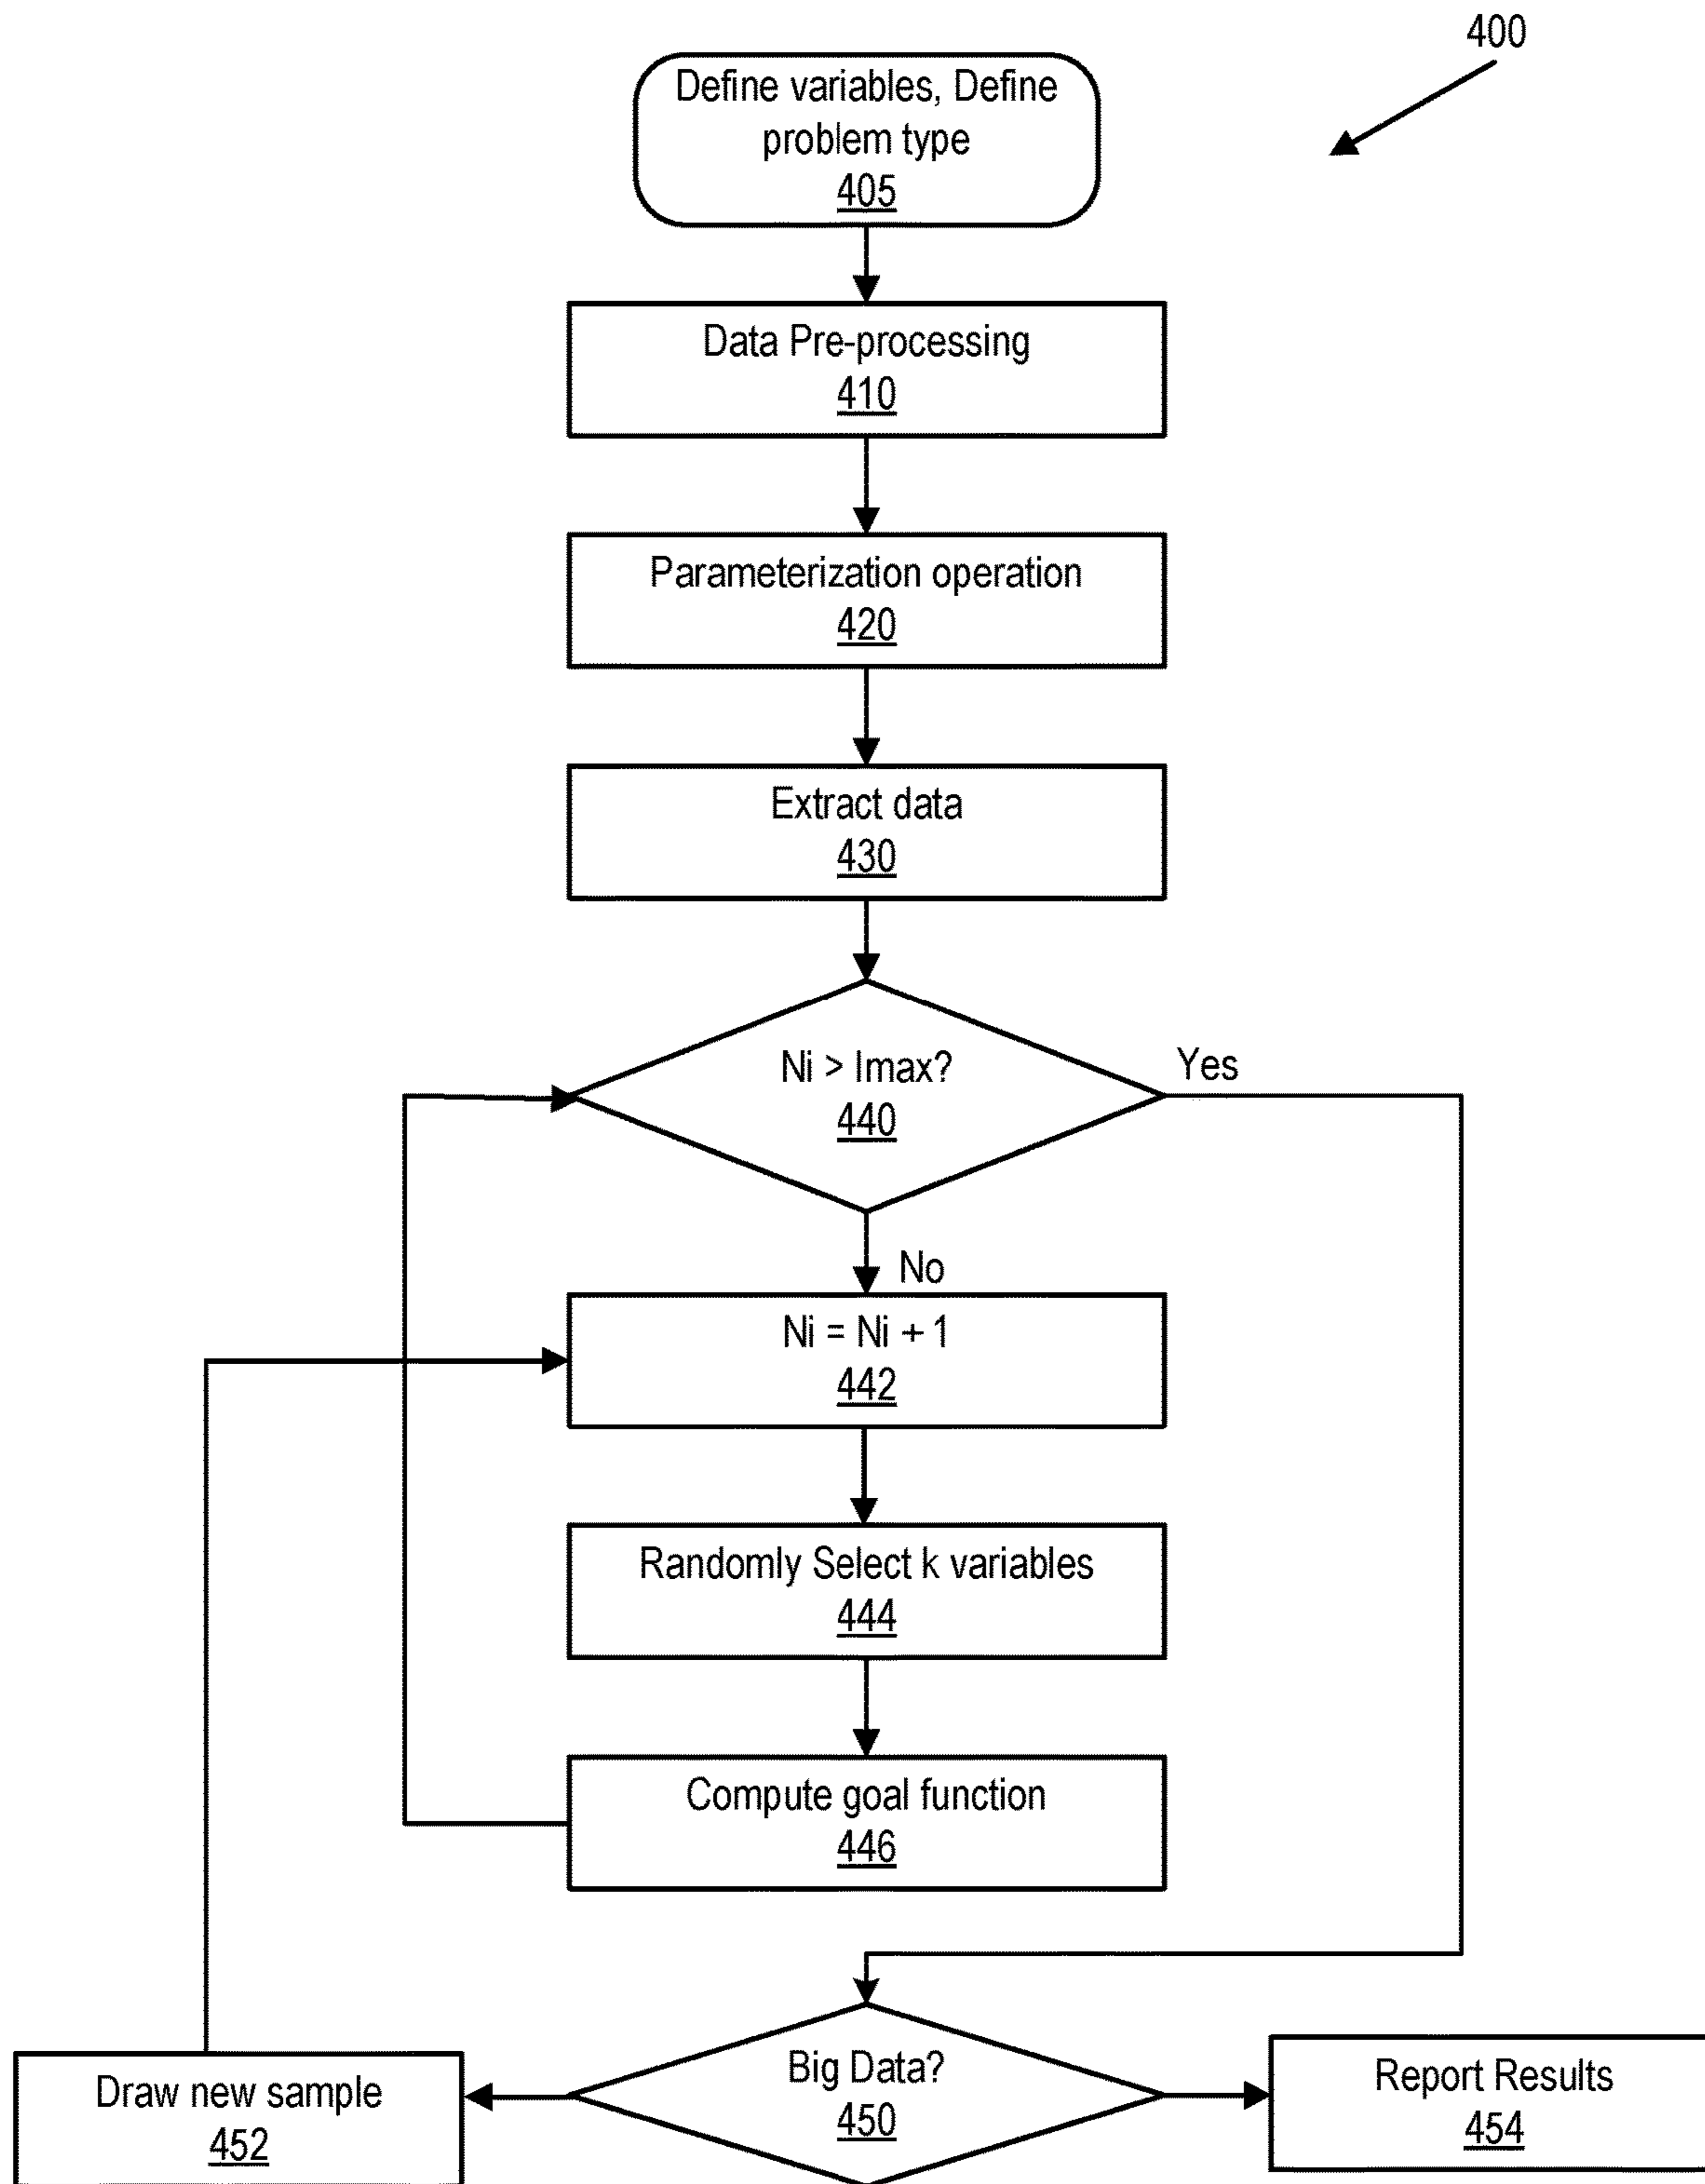 400
Define variables, Define
problem type
405
Data Pre-processing
410
Parameterization operation
420
Extract data
430
Ni > Imax?
440
Yes
No
Ni = Ni + 1
442
Randomly Select k variables
444
Compute goal function
446
Big Data?
450
Draw new sample
452
Report Results
454